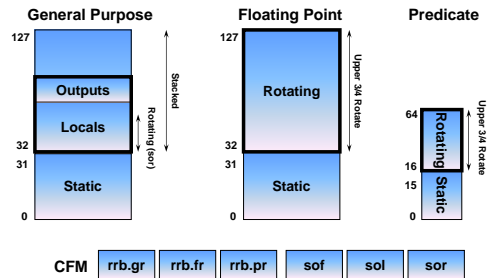 General Purpose
Floating Point
Predicate
127
Outputs
Locals
32
31
Static
0
Stacked
Rotating (sor)
127
Rotating
32
31
Static
0
Upper 3/4 Rotate
64
Rotating
16
15
Static
0
Upper 3/4 Rotate
CFM
rrb.gr
rrb.fr
rrb.pr
sof
sol
sor